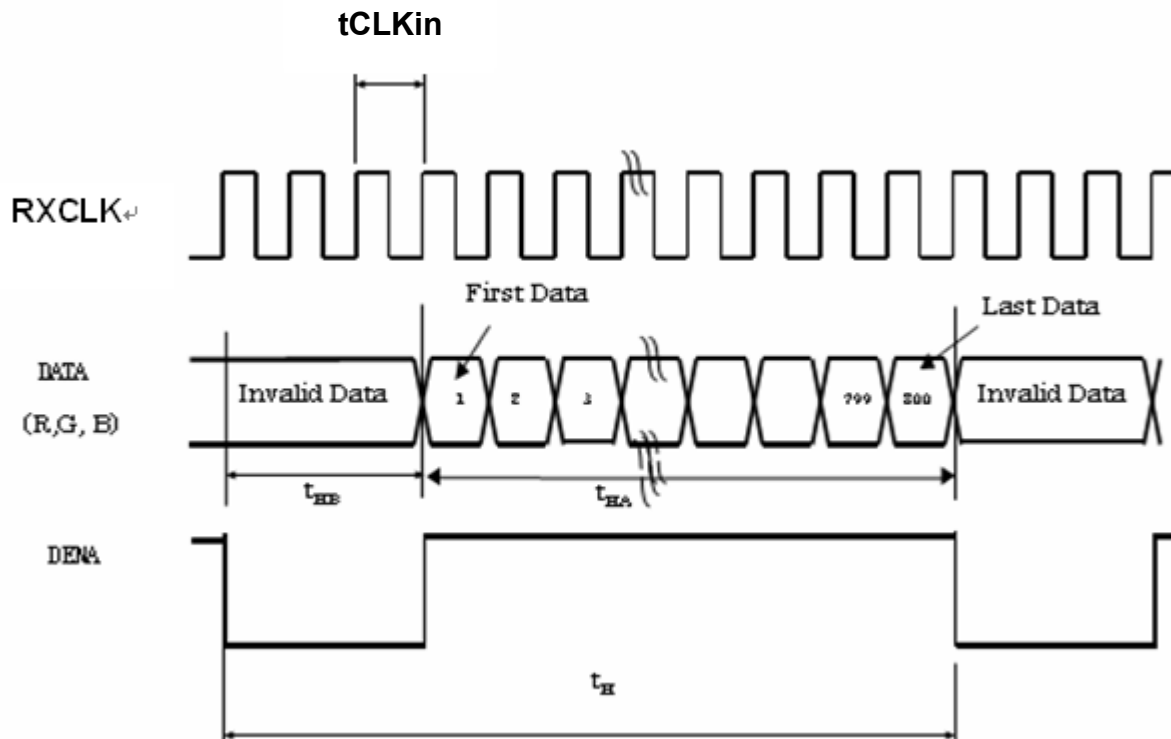 tCLKin
RXCLK↵
First Data
Last Data
DATA
(R,G, B)
Invalid Data
1
2
3
799
800
Invalid Data
tHB
tHA
DENA
tH